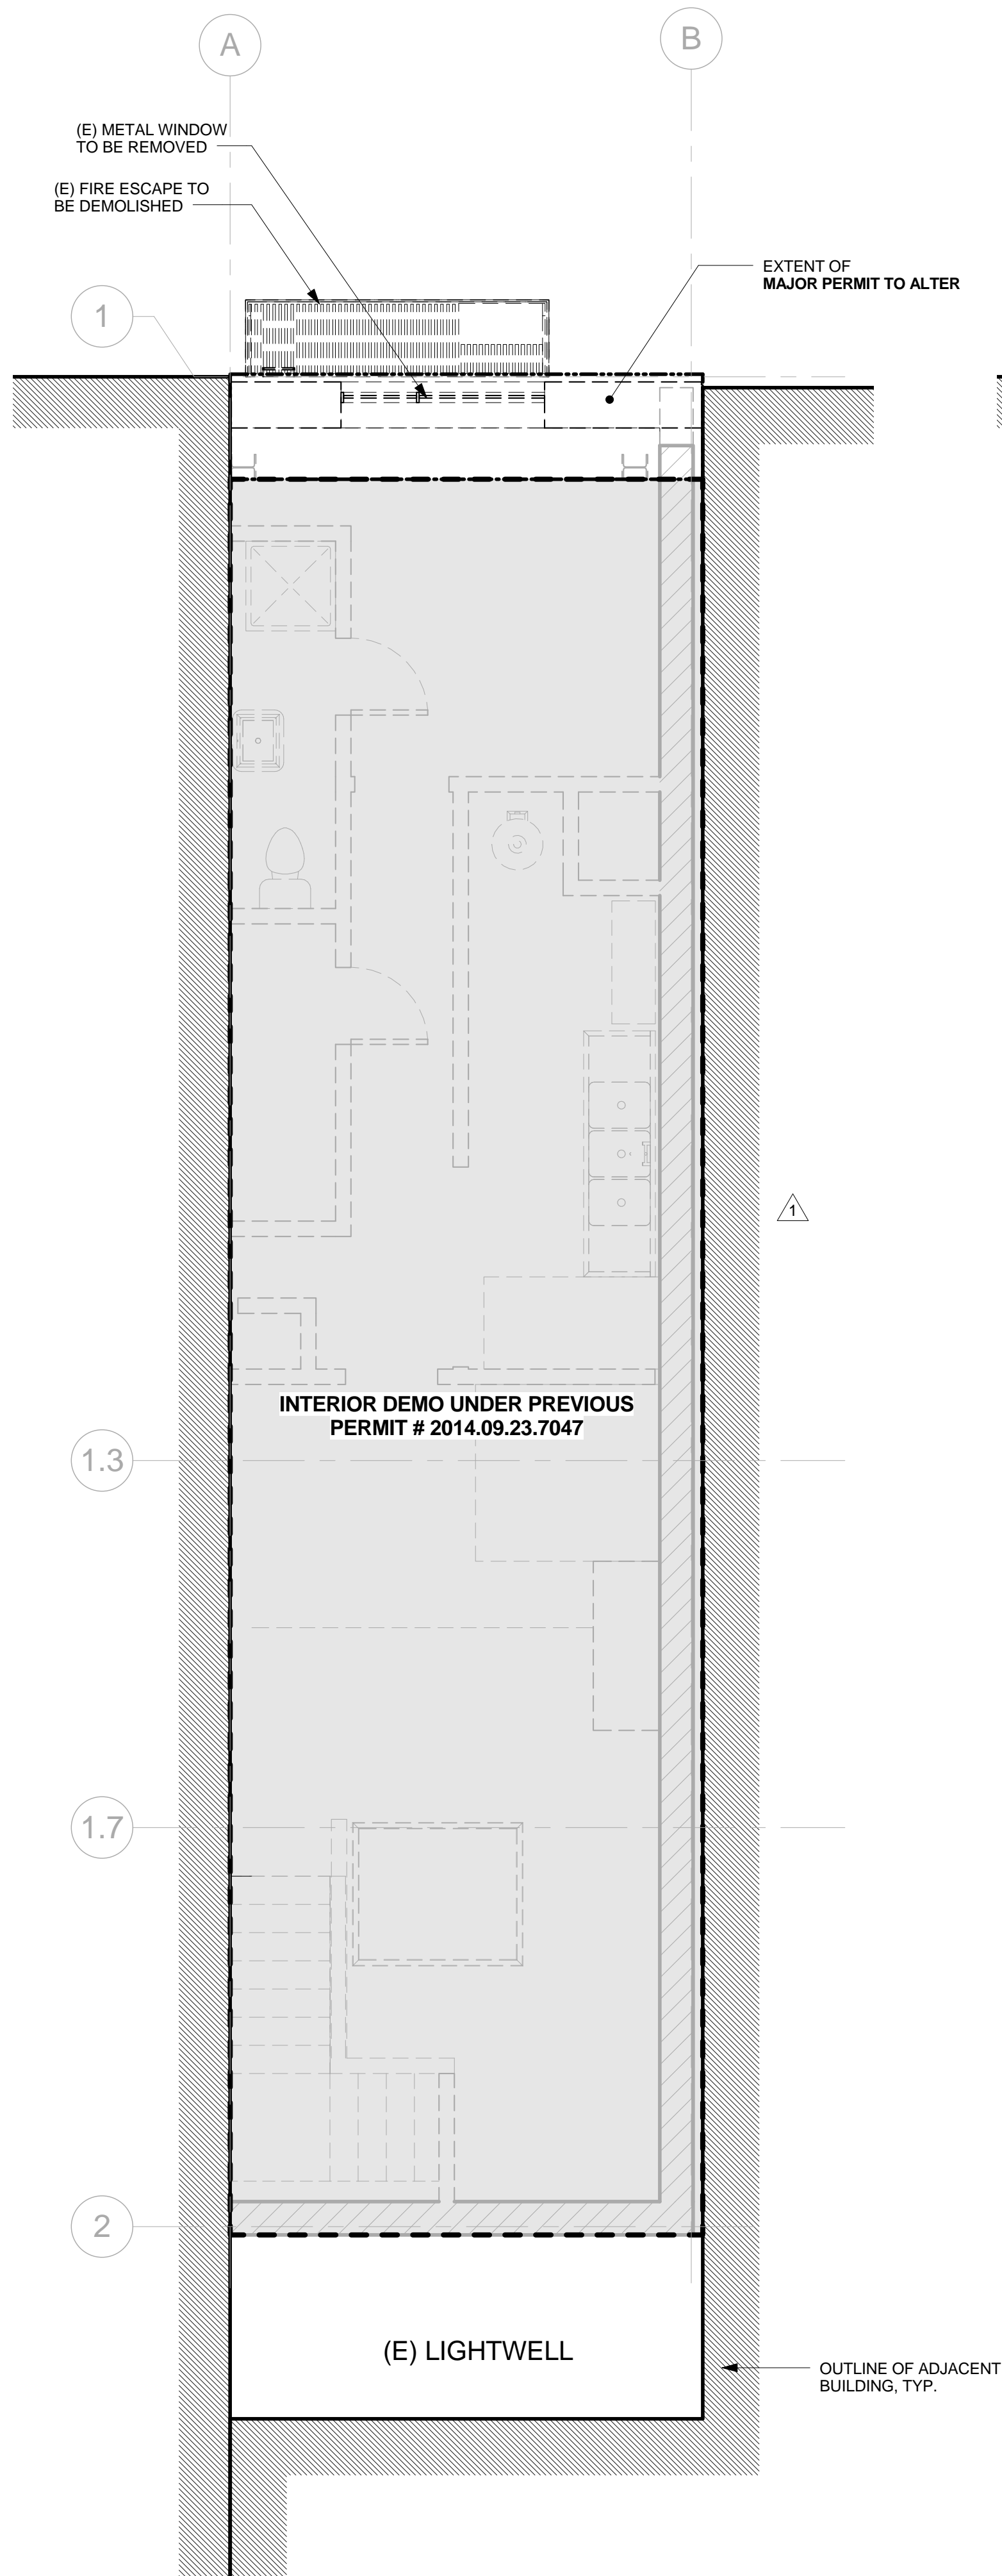 A
B
(E) METAL WINDOW
TO BE REMOVED
(E) FIRE ESCAPE TO
BE DEMOLISHED
EXTENT OF
MAJOR PERMIT TO ALTER
1
1
INTERIOR DEMO UNDER PREVIOUS
PERMIT # 2014.09.23.7047
1.3
1.7
2
(E) LIGHTWELL
OUTLINE OF ADJACENT
BUILDING, TYP.